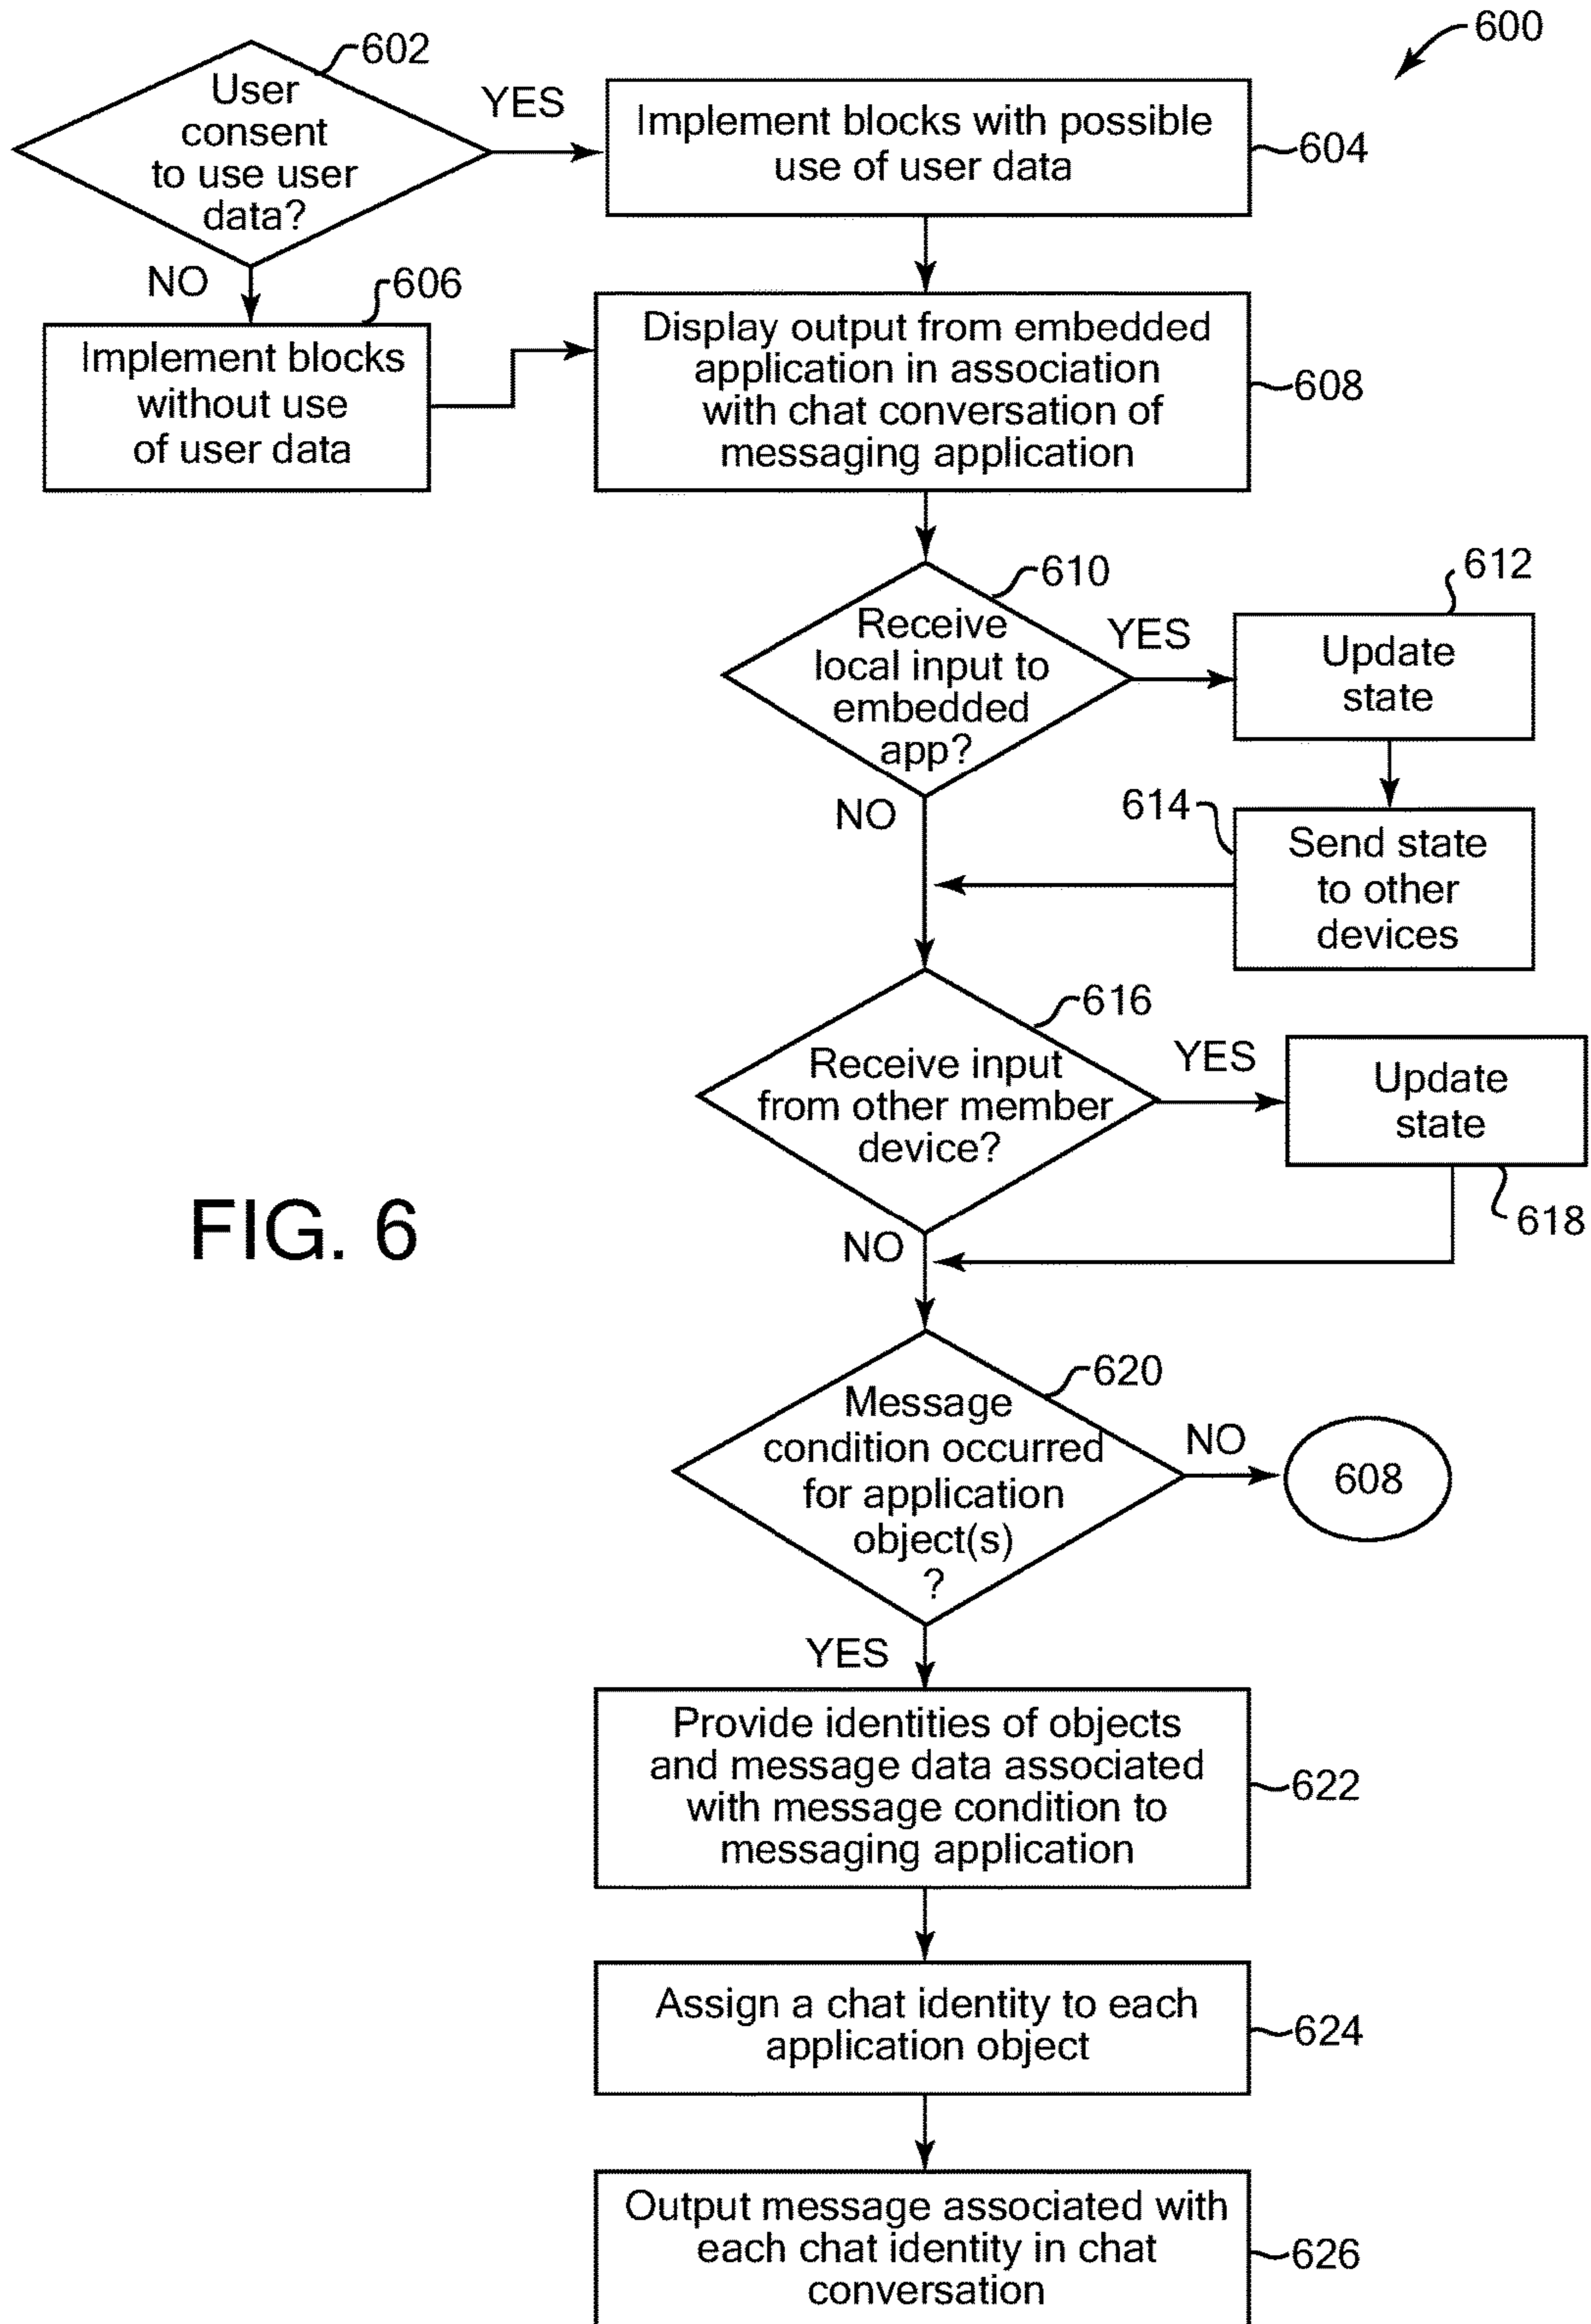 600
602
User
consent
to use user
data?
YES
Implement blocks with possible
use of user data
604
NO
606
Implement blocks
without use
of user data
Display output from embedded
application in association
with chat conversation of
messaging application
608
610
Receive
local input to
embedded
app?
YES
612
Update
state
NO
614
Send state
to other
devices
616
Receive input
from other member
device?
YES
Update
state
618
FIG. 6
NO
620
Message
condition occurred
for application
object(s)
?
NO
608
YES
Provide identities of objects
and message data associated
with message condition to
messaging application
622
Assign a chat identity to each
application object
624
Output message associated with
each chat identity in chat
conversation
626